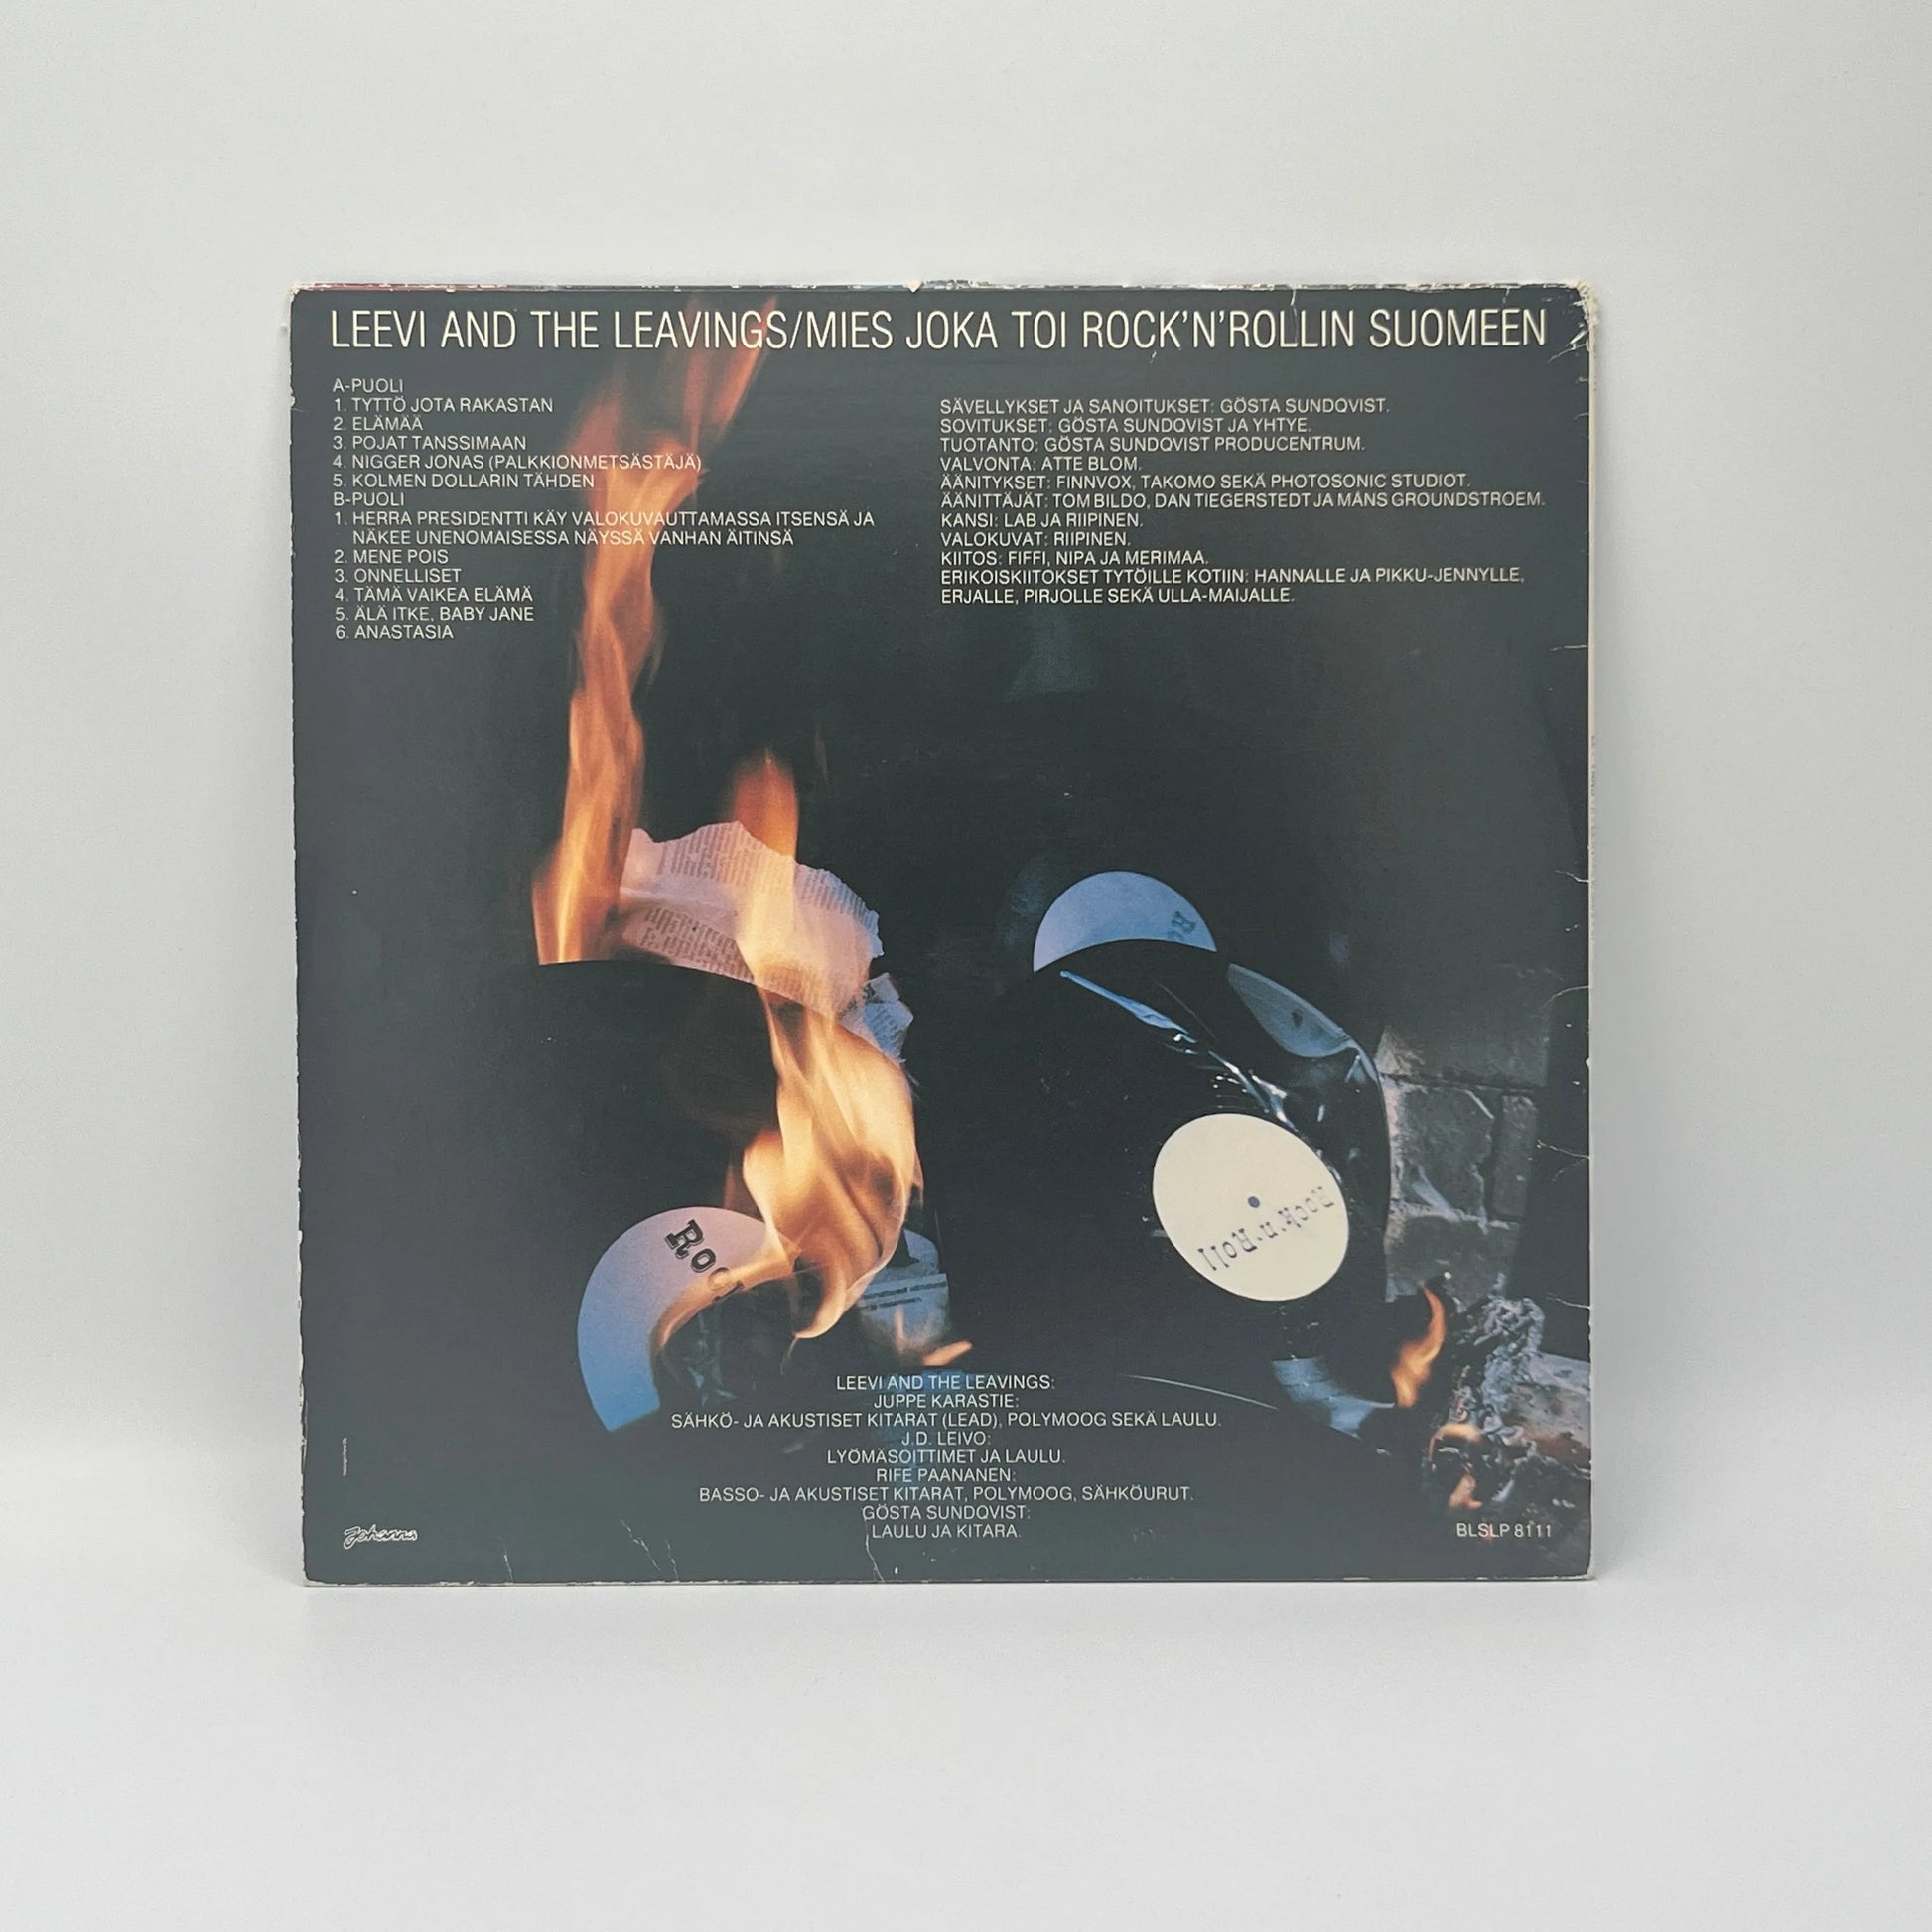 LEEVI AND THE LEAVINGS/MIES JOKA TOI ROCK'N'ROLLIN SUOMEEN
A-PUOLI
1. TYTTÖ JOTA RAKASTAN
2. ELÄMÄÄ
3. POJAT TANSSIMAAN
4. NIGGER JONAS (PALKKIONMETSÄSTÄJÄ)
5. KOLMEN DOLLARIN TÄHDEN
B-PUOLI
1. HERRA PRESIDENTTI KÄY VALOKUVAUTTAMASSA ITSENSÄ JA
NÄKEE UNENOMAISESSA NÄYSSÄ VANHAN ÄITINSÄ
2. MENE POIS
3. ONNELLISET
4. TÄMÄ VAIKEA ELÄMÄ
5. ÄLÄ ITKE, BABY JANE
6. ANASTASIA
SÄVELLYKSET JA SANOITUKSET: GÖSTA SUNDQVIST.
SOVITUKSET: GÖSTA SUNDQVIST JA YHTYE.
TUOTANTO: GÖSTA SUNDQVIST PRODUCENTRUM.
VALVONTA: ATTE BLOM.
ÄÄNITYKSET: FINNVOX, TAKOMO SEKÄ PHOTOSONIC STUDIOT.
ÄÄNITTÄJÄT: TOM BILDO, DAN TIEGERSTEDT JA MÅNS GROUNDSTROEM.
KANSI: LAB JA RIIPINEN.
VALOKUVAT: RIIPINEN.
KIITOS: FIFFI, NIPA JA MERIMAA.
ERIKOISKIITOKSET TYTÖILLE KOTIIN: HANNALLE JA PIKKU-JENNYLLE,
ERJALLE, PIRJOLLE SEKÄ ULLA-MAIJALLE.
Rock
Rock'n'Roll
LEEVI AND THE LEAVINGS:
JUPPE KARASTIE:
SÄHKÖ- JA AKUSTISET KITARAT (LEAD), POLYMOOG SEKÄ LAULU.
J.D. LEIVO:
LYÖMÄSOITTIMET JA LAULU.
RIFE PAANANEN:
BASSO- JA AKUSTISET KITARAT, POLYMOOG, SÄHKÖURUT.
GÖSTA SUNDQVIST:
LAULU JA KITARA.
Johanna
BLSLP 8111